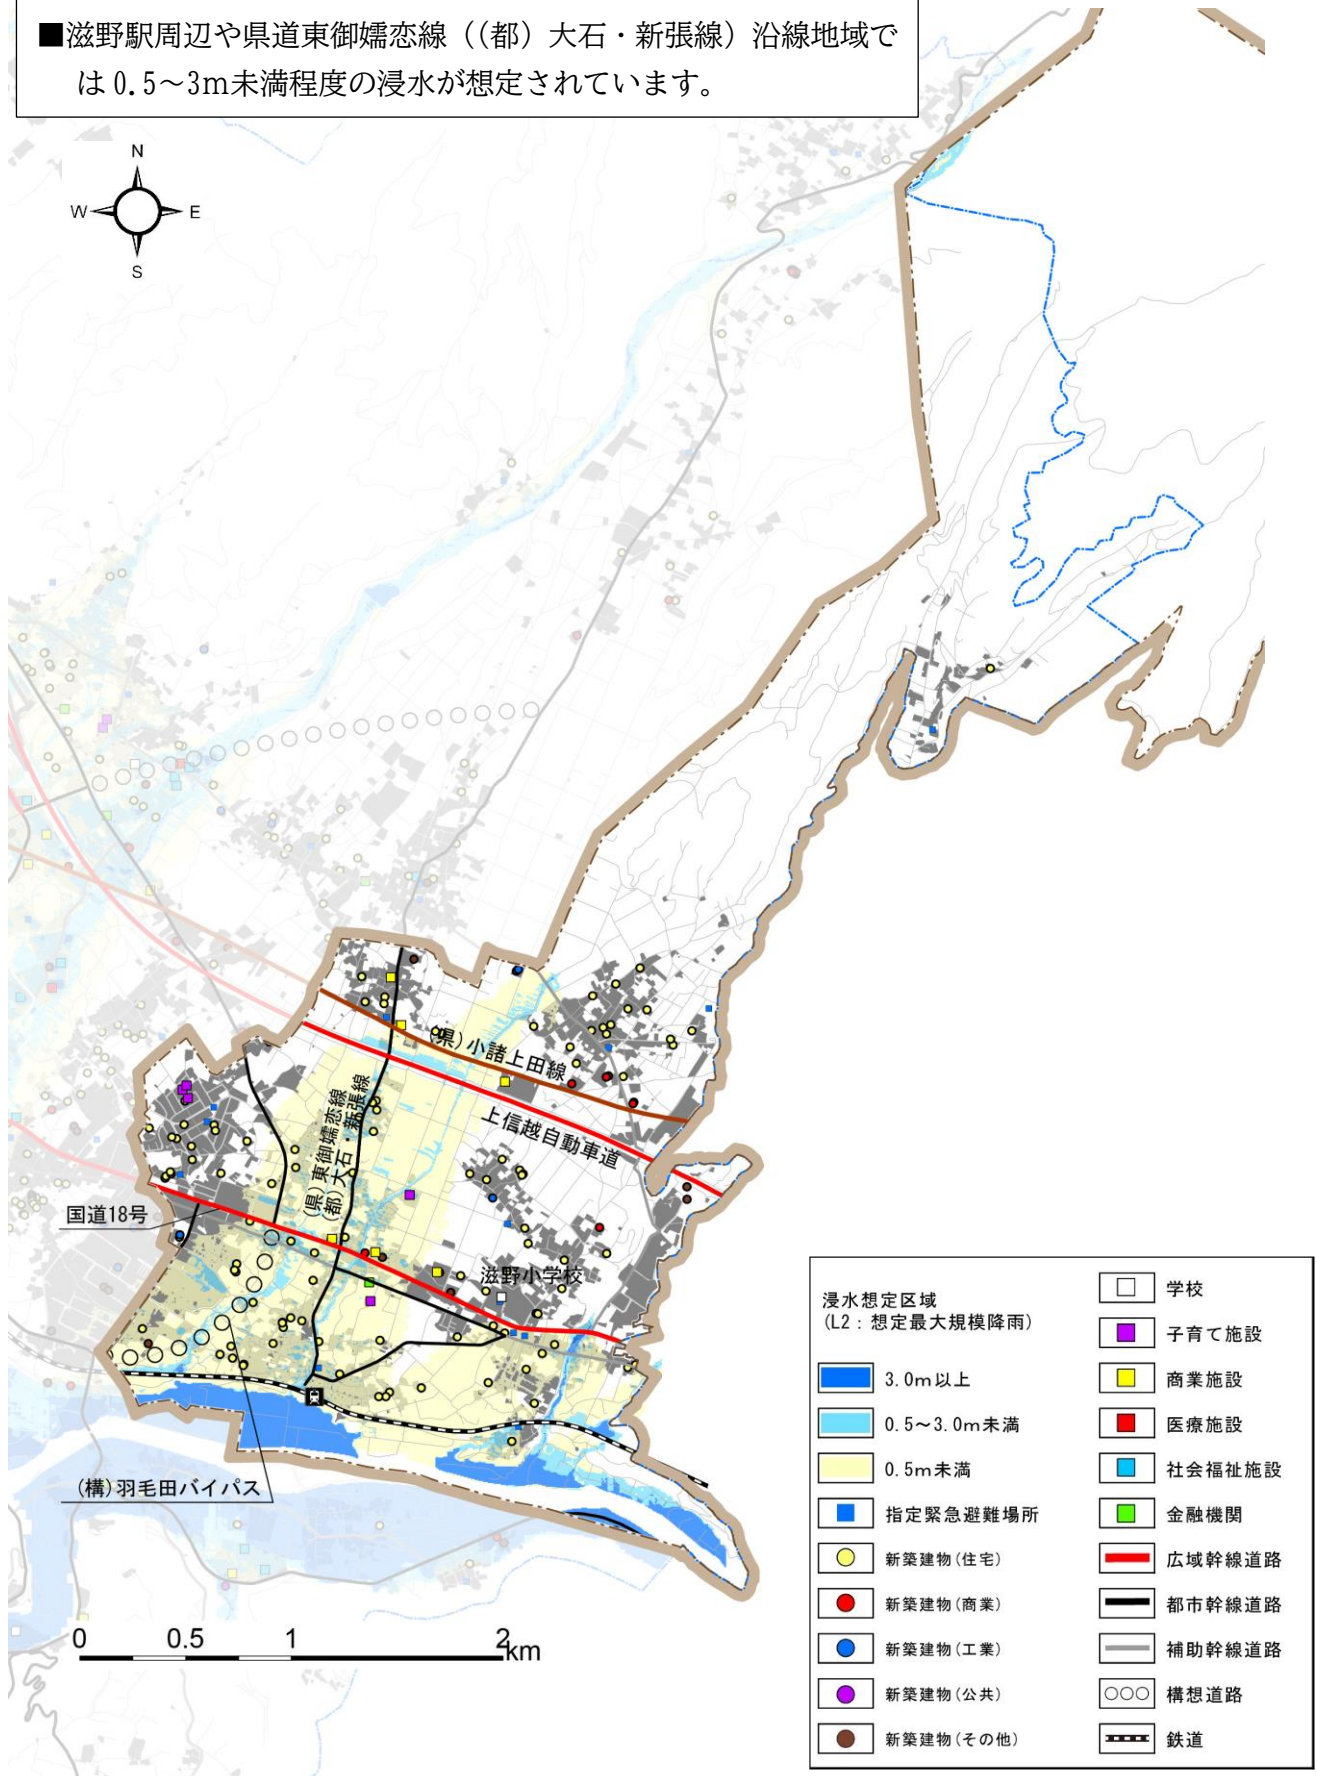 ■滋野駅周辺や県道東御嬬恋線（(都）大石・新張線）沿線地域で
は0.5～3m未満程度の浸水が想定されています。
N
W
E
S
(県)小諸上田線
上信越自動車道
(県)東御嬬恋線
(都)大石・新張線
国道18号
滋野小学校
(構)羽毛田バイパス
0 0.5 1 2 km
浸水想定区域
(L2：想定最大規模降雨)
3.0m以上
0.5～3.0m未満
0.5m未満
指定緊急避難場所
新築建物(住宅)
新築建物(商業)
新築建物(工業)
新築建物(公共)
新築建物(その他)
学校
子育て施設
商業施設
医療施設
社会福祉施設
金融機関
広域幹線道路
都市幹線道路
補助幹線道路
構想道路
鉄道